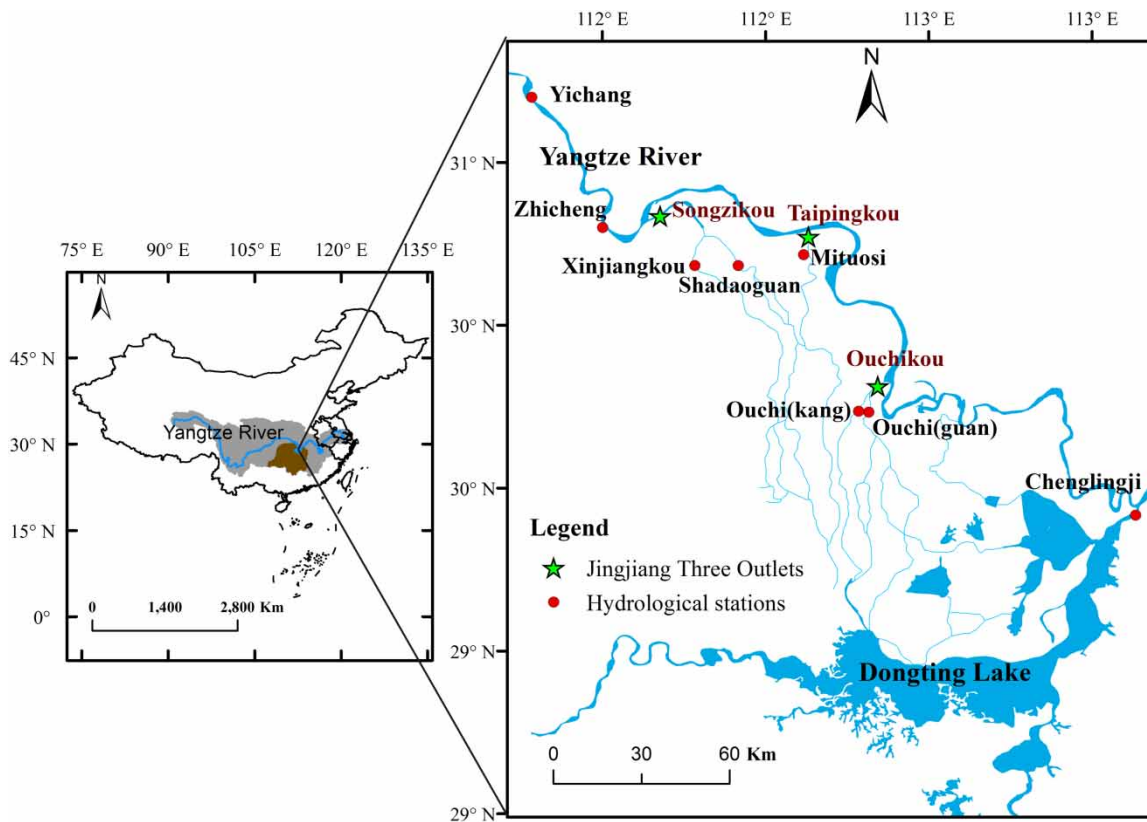 112° E 112° E 113° E 113° E
N
Yichang
31° N
Yangtze River
Zhicheng
Songzikou
Taipingkou
Mituosi
Xinjiangkou
Shadaoguan
30° N
Ouchikou
Ouchi(kang)
Ouchi(guan)
30° N
Chenglingji
Legend
Jingjiang Three Outlets
Hydrological stations
29° N
Dongting Lake
0 30 60 Km
29° N
75° E 90° E 105° E 120° E 135° E
N
45° N
Yangtze River
30° N
15° N
0 1,400 2,800 Km
0°